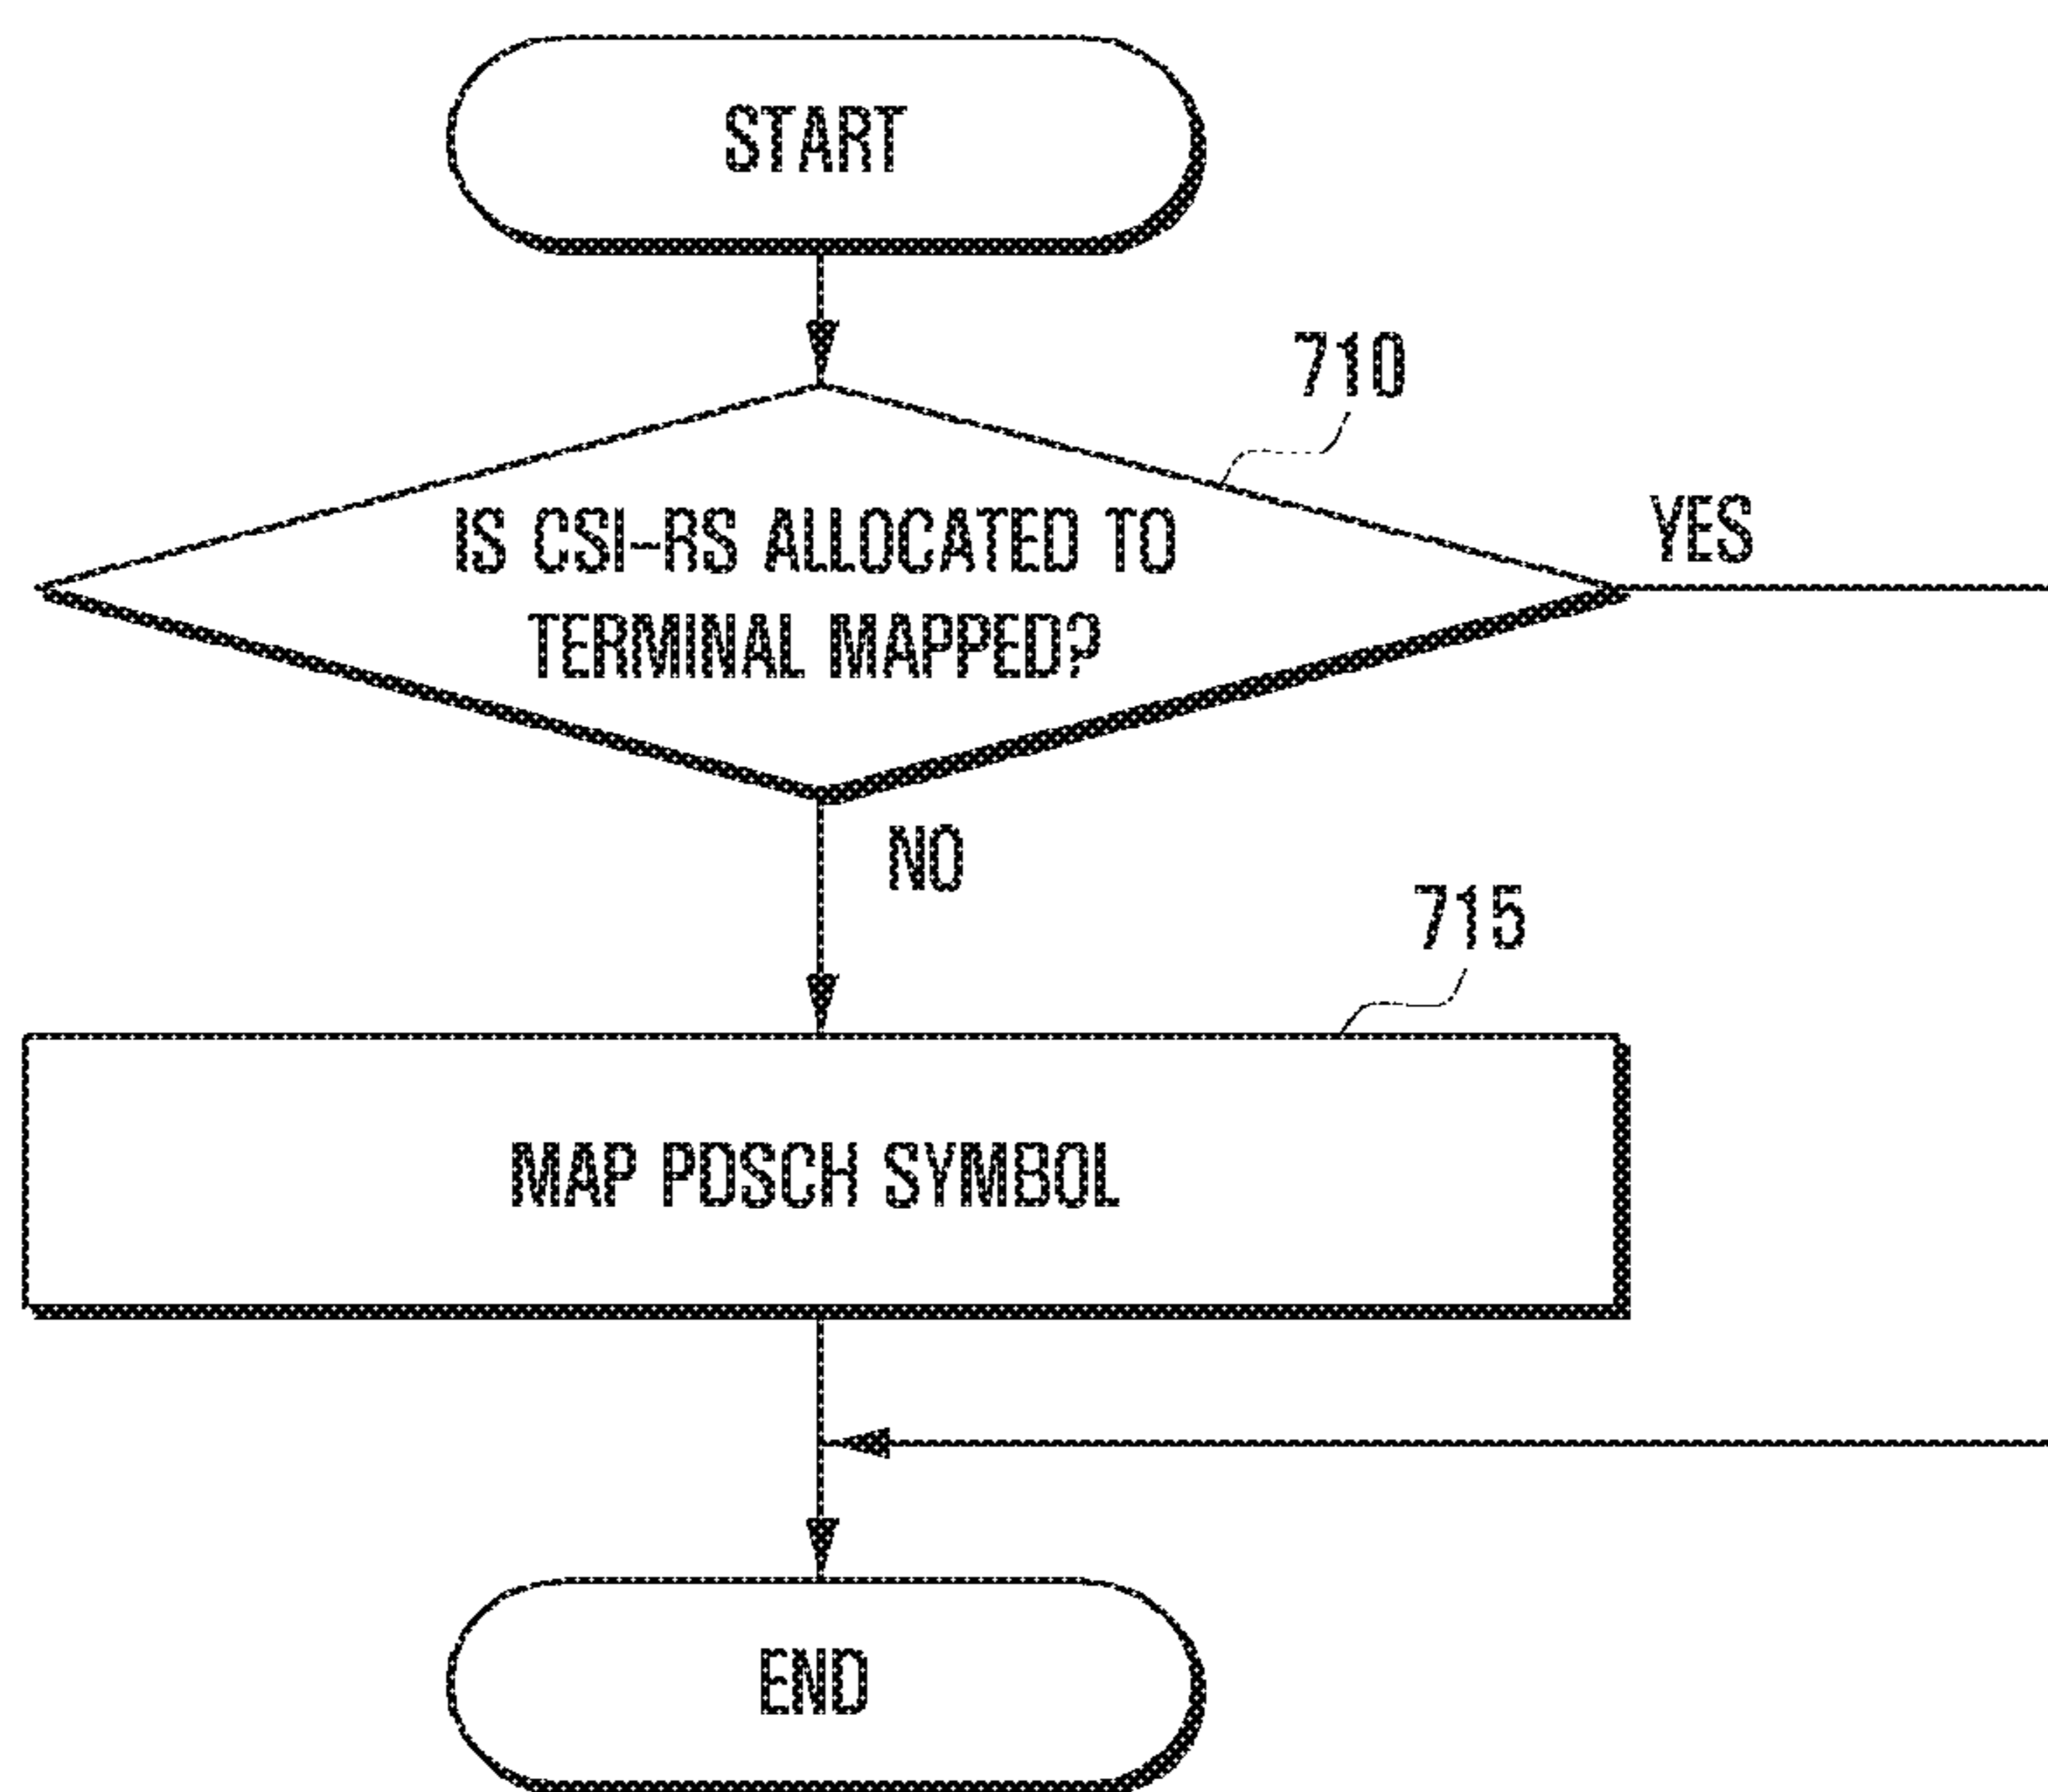 START
710
IS CSI-RS ALLOCATED TO
TERMINAL MAPPED?
YES
NO
715
MAP PDSCH SYMBOL
END